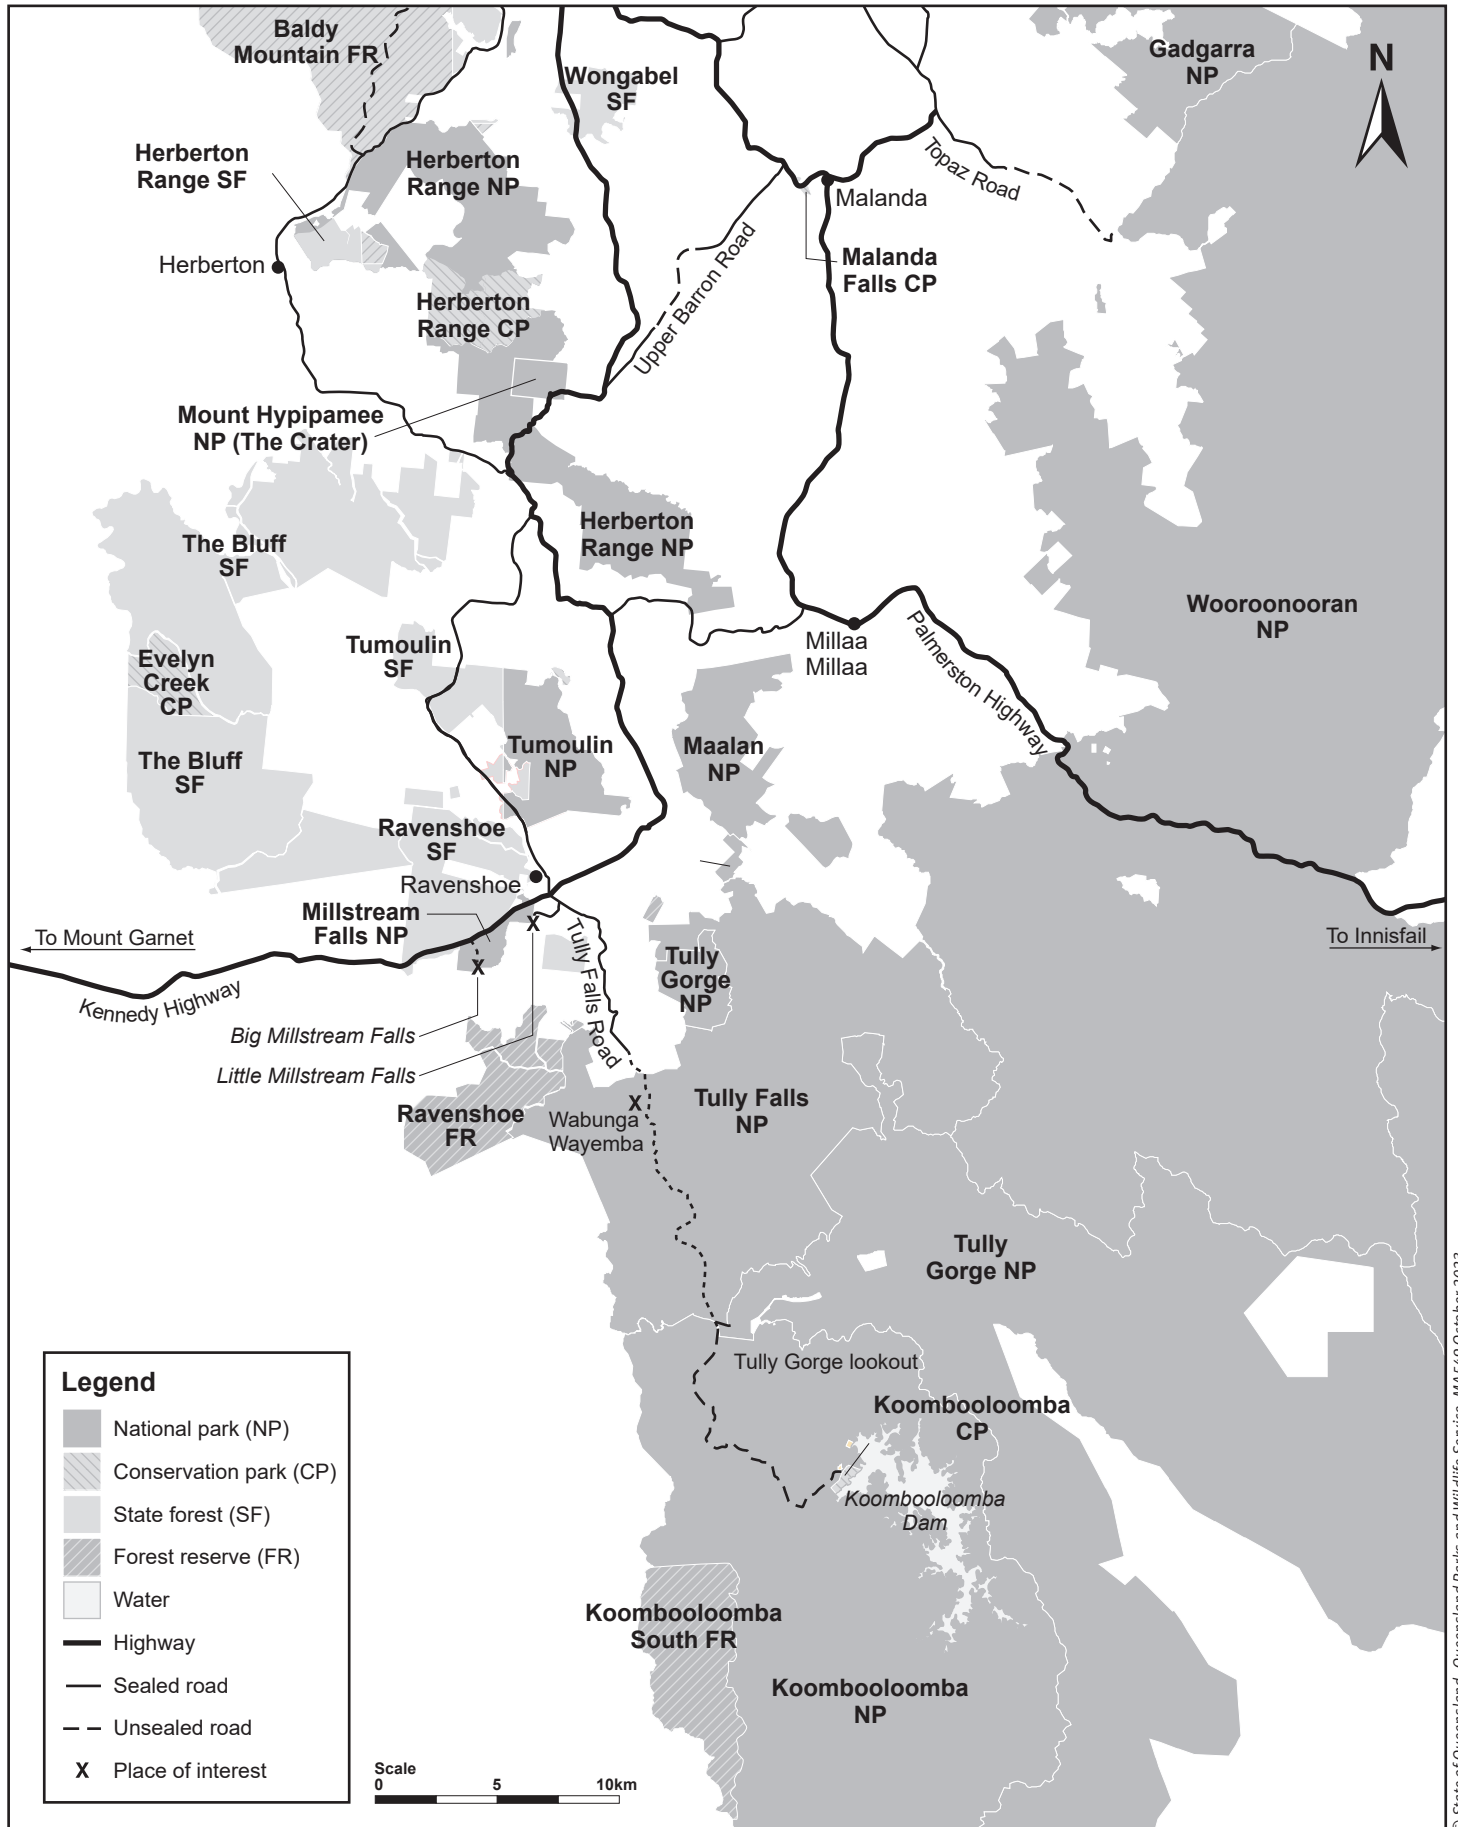 Baldy
Mountain FR
Wongabel
SF
Gadgarra
NP
N
Herberton
Range SF
Herberton
Range NP
Topaz Road
Malanda
Herberton
Malanda
Falls CP
Upper Barron Road
Herberton
Range CP
Mount Hypipamee
NP (The Crater)
Herberton
Range NP
The Bluff
SF
Wooroonooran
NP
Palmerston Highway
Millaa
Millaa
Tumoulin
SF
Evelyn
Creek
CP
Tumoulin
NP
Maalan
NP
The Bluff
SF
Ravenshoe
SF
Ravenshoe
Millstream
Falls NP
To Mount Garnet
To Innisfail
Tully Falls Road
Tully
Gorge
NP
Kennedy Highway
Big Millstream Falls
Little Millstream Falls
Ravenshoe
FR
Wabunga
Wayemba
Tully Falls
NP
Tully
Gorge NP
Tully Gorge lookout
Koombooloomba
CP
Koombooloomba
Dam
Koombooloomba
South FR
Koombooloomba
NP
Legend
National park (NP)
Conservation park (CP)
State forest (SF)
Forest reserve (FR)
Water
Highway
Sealed road
Unsealed road
X Place of interest
Scale
0 5 10km